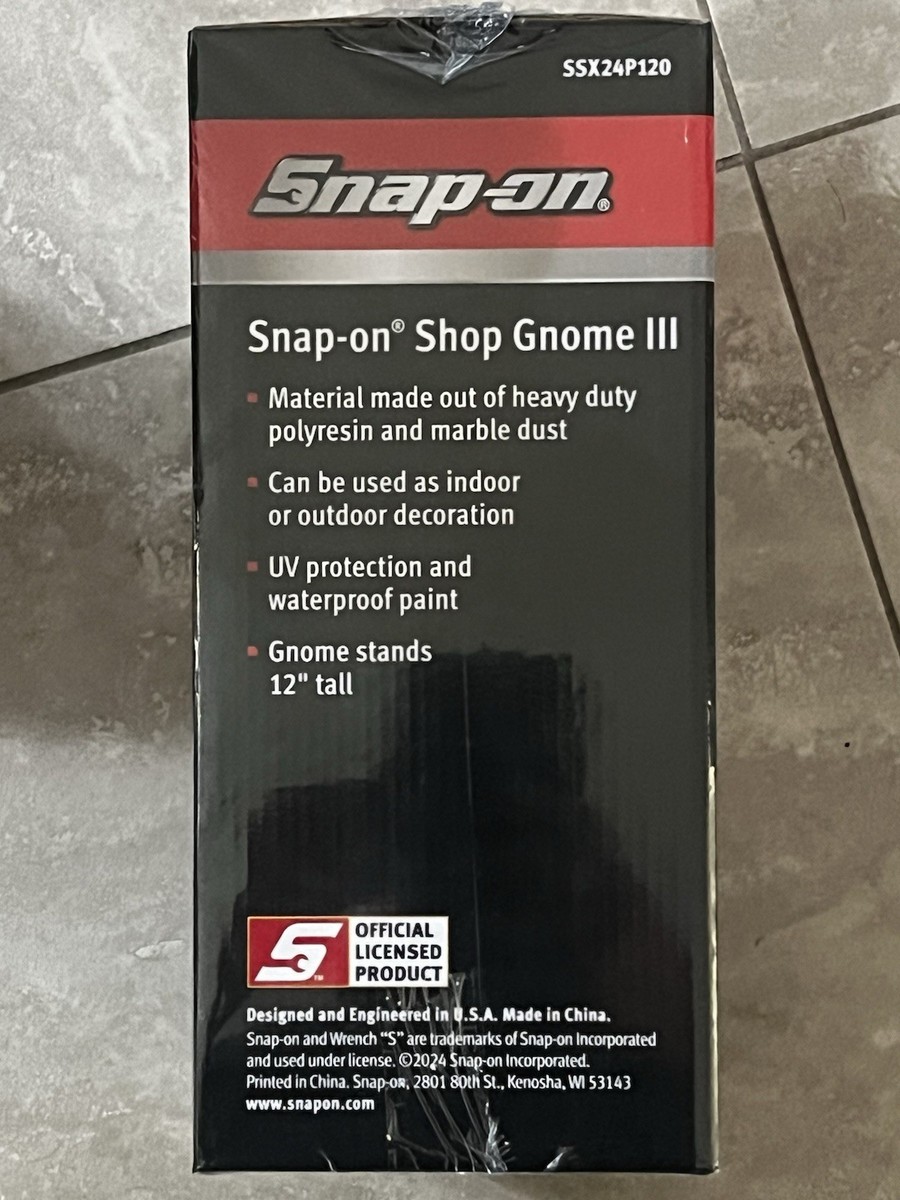 SSX24P120
Snap-on®
Snap-on® Shop Gnome III
▪ Material made out of heavy duty
polyresin and marble dust
▪ Can be used as indoor
or outdoor decoration
▪ UV protection and
waterproof paint
▪ Gnome stands
12" tall
S™
OFFICIAL
LICENSED
PRODUCT
Designed and Engineered in U.S.A. Made in China.
Snap-on and Wrench “S” are trademarks of Snap-on Incorporated
and used under license. ©2024 Snap-on Incorporated.
Printed in China. Snap-on, 2801 80th St., Kenosha, WI 53143
www.snapon.com